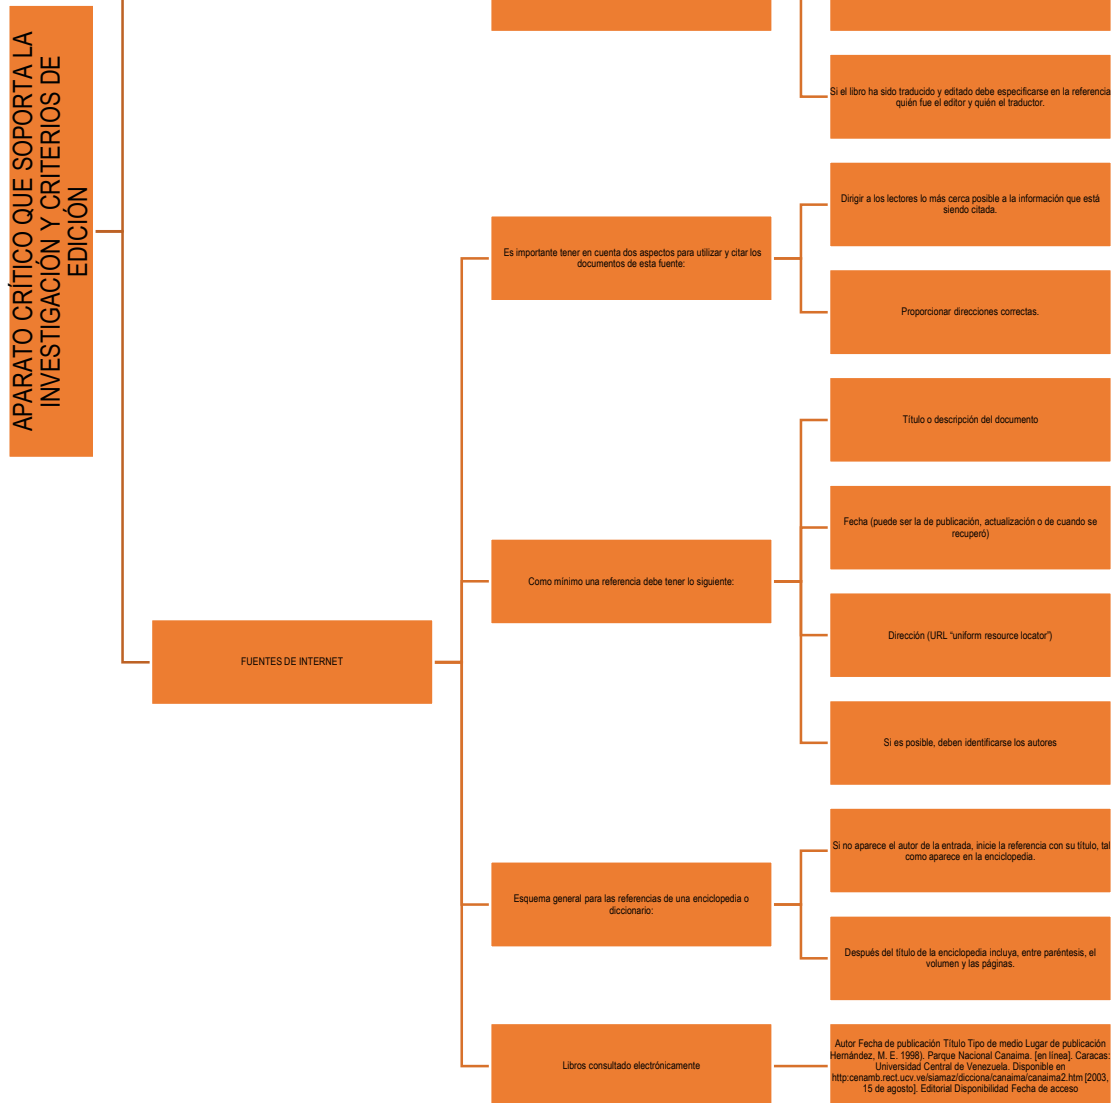 APARATO CRÍTICO QUE SOPORTA LA
INVESTIGACIÓN Y CRITERIOS DE
EDICIÓN
Si el libro ha sido traducido y editado debe especificarse en la referencia
quién fue el editor y quién el traductor.
Es importante tener en cuenta dos aspectos para utilizar y citar los
documentos de esta fuente:
Dirigir a los lectores lo más cerca posible a la información que está
siendo citada.
Proporcionar direcciones correctas.
FUENTES DE INTERNET
Como mínimo una referencia debe tener lo siguiente:
Título o descripción del documento
Fecha (puede ser la de publicación, actualización o de cuando se
recuperó)
Dirección (URL “uniform resource locator”)
Si es posible, deben identificarse los autores
Esquema general para las referencias de una enciclopedia o
diccionario:
Si no aparece el autor de la entrada, inicie la referencia con su título, tal
como aparece en la enciclopedia.
Después del título de la enciclopedia incluya, entre paréntesis, el
volumen y las páginas.
Libros consultado electrónicamente
Autor Fecha de publicación Título Tipo de medio Lugar de publicación
Hernández, M. E. 1998). Parque Nacional Canaima. [en línea]. Caracas:
Universidad Central de Venezuela. Disponible en
http:cenamb.rect.ucv.ve/siamaz/dicciona/canaima/canaima2.htm [2003,
15 de agosto]. Editorial Disponibilidad Fecha de acceso